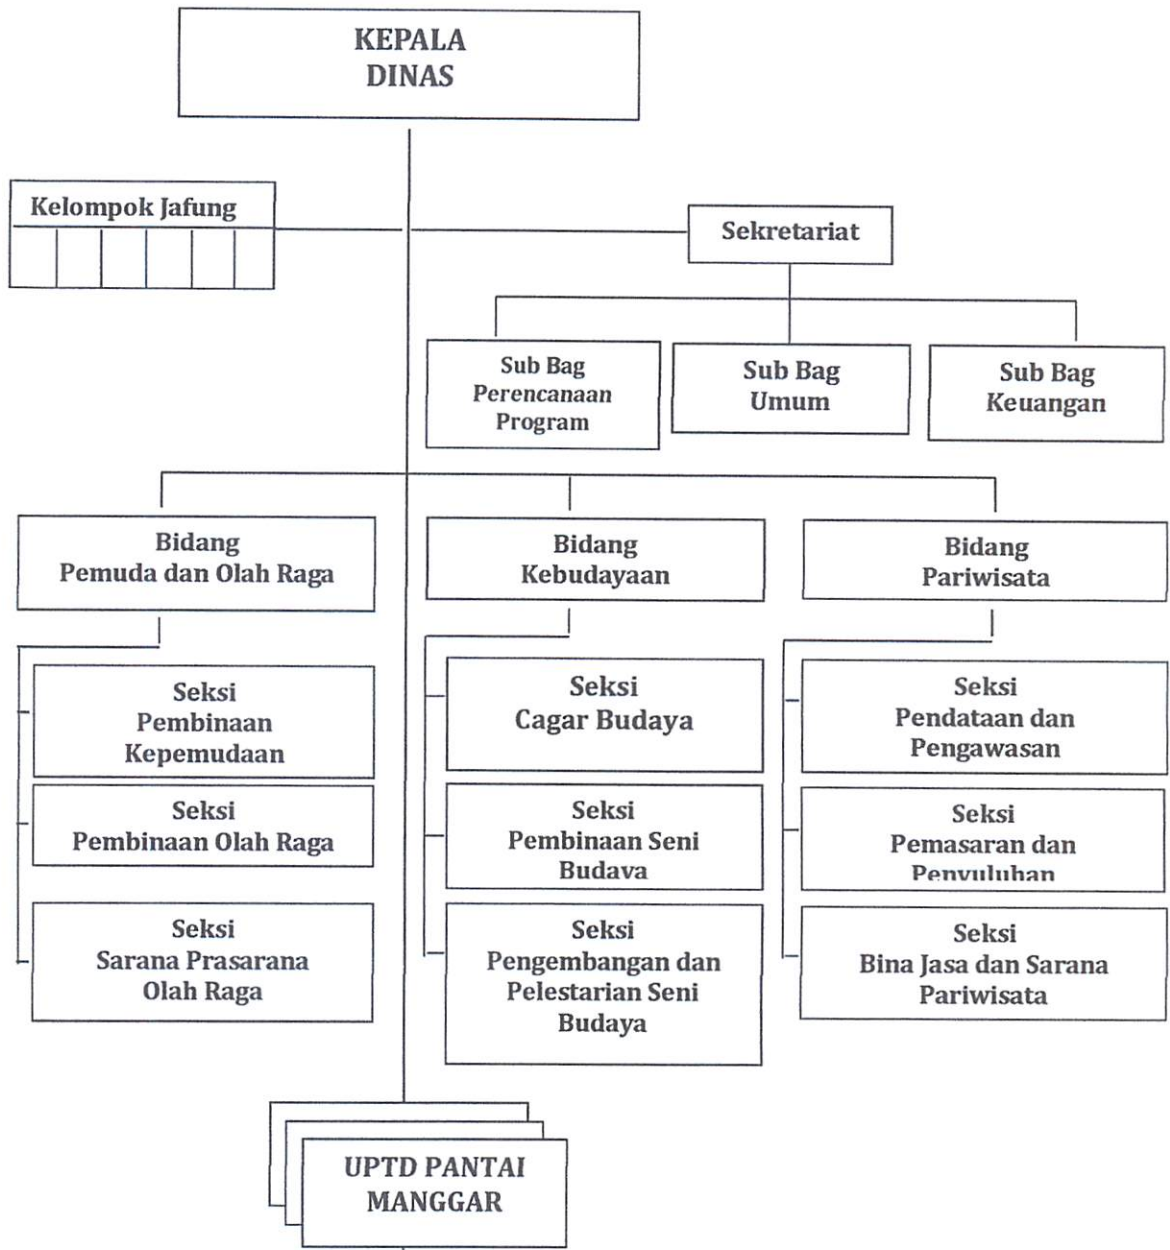 KEPALA
DINAS
Kelompok Jafung
Sekretariat
Sub Bag
Perencanaan
Program
Sub Bag
Umum
Sub Bag
Keuangan
Bidang
Pemuda dan Olah Raga
Bidang
Kebudayaan
Bidang
Pariwisata
Seksi
Pembinaan
Kepemudaan
Seksi
Pembinaan Olah Raga
Seksi
Sarana Prasarana
Olah Raga
Seksi
Cagar Budaya
Seksi
Pembinaan Seni
Budaya
Seksi
Pengembangan dan
Pelestarian Seni
Budaya
Seksi
Pendataan dan
Pengawasan
Seksi
Pemasaran dan
Penyuluhan
Seksi
Bina Jasa dan Sarana
Pariwisata
UPTD PANTAI
MANGGAR